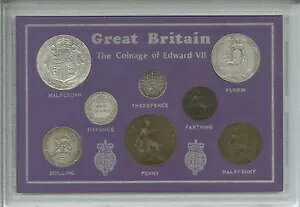 Great Britain
The Coinage of Edward VII
HALFCROWN
THREEPENCE
FLORIN
SIXPENCE
FARTHING
SHILLING
PENNY
HALFPENNY